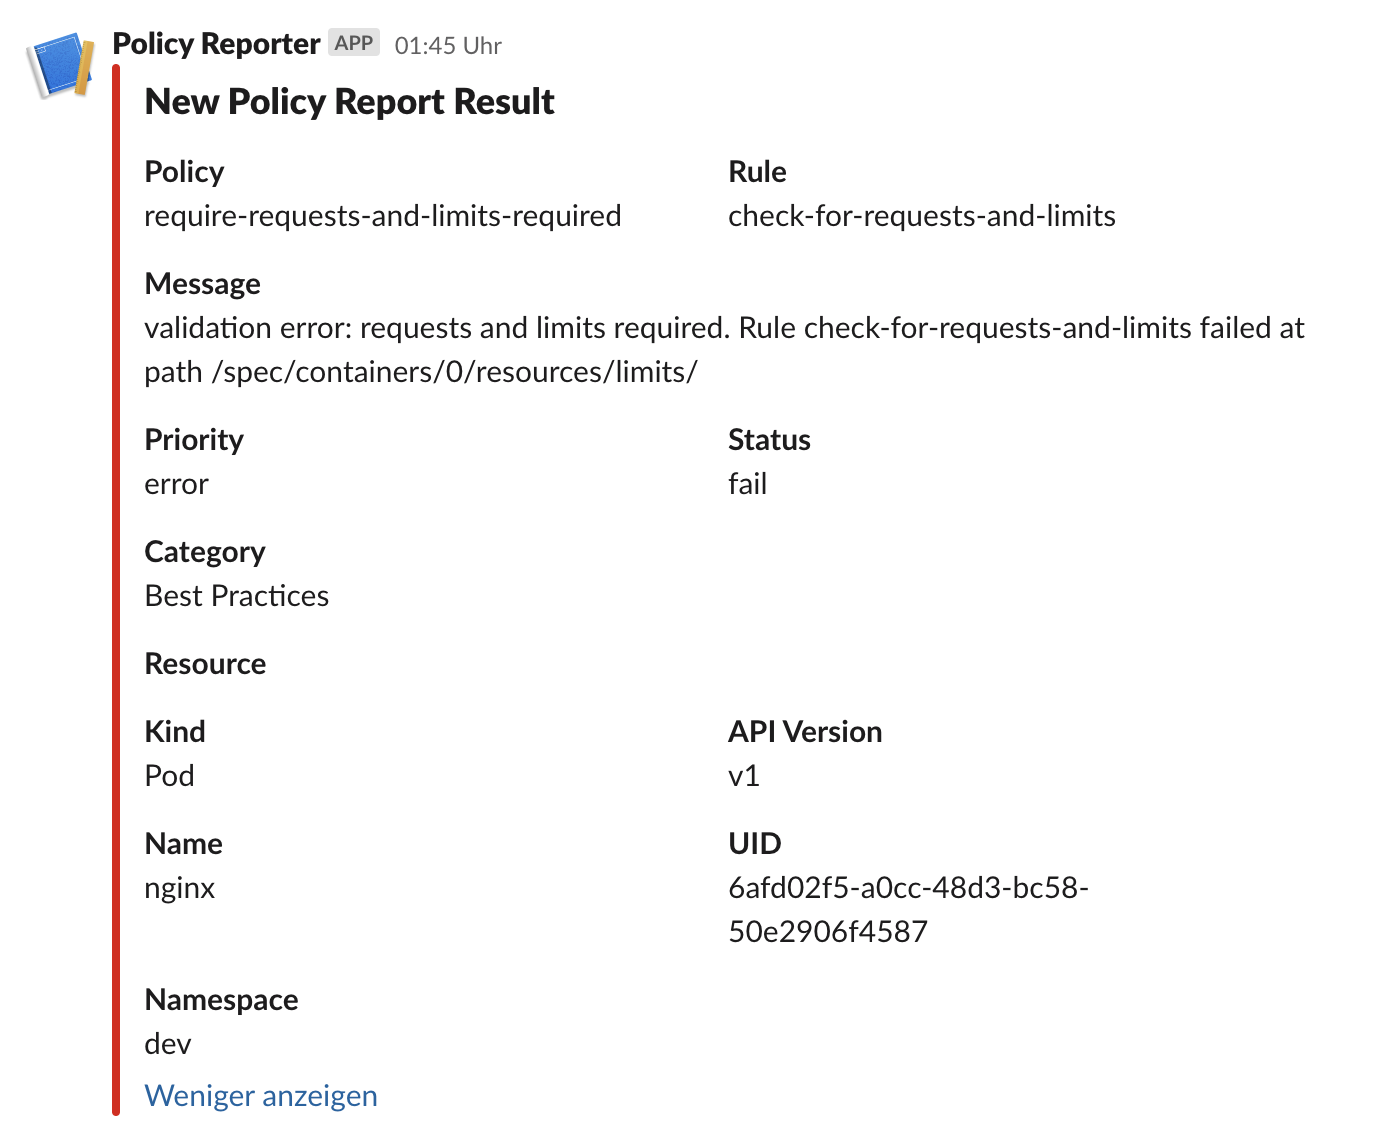 Policy Reporter APP 01:45 Uhr
New Policy Report Result
Policy
require-requests-and-limits-required
Rule
check-for-requests-and-limits
Message
validation error: requests and limits required. Rule check-for-requests-and-limits failed at
path /spec/containers/0/resources/limits/
Priority
error
Status
fail
Category
Best Practices
Resource
Kind
Pod
API Version
v1
Name
nginx
UID
6afd02f5-a0cc-48d3-bc58-
50e2906f4587
Namespace
dev
Weniger anzeigen